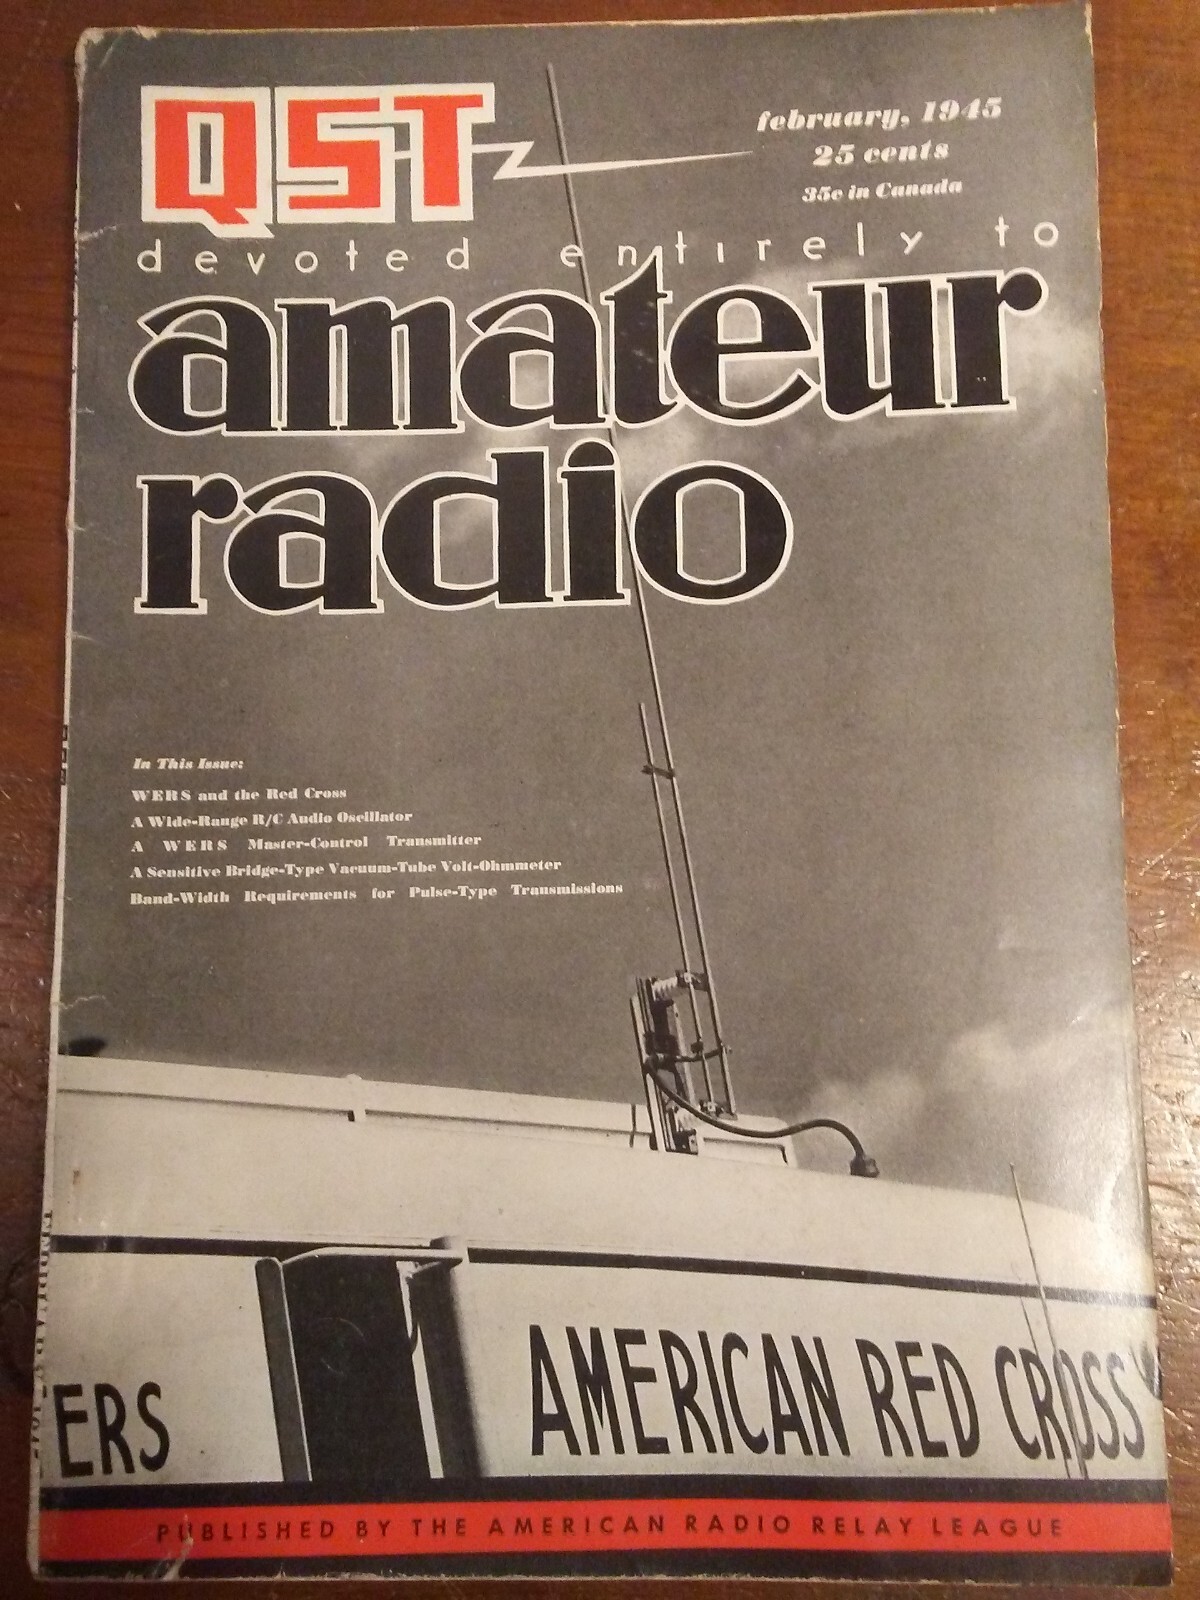 QST
february, 1945
25 cents
35c in Canada
devoted entirely to
amateur
radio
In This Issue:
WERS and the Red Cross
A Wide-Range R/C Audio Oscillator
A WERS Master-Control Transmitter
A Sensitive Bridge-Type Vacuum-Tube Volt-Ohmmeter
Band-Width Requirements for Pulse-Type Transmissions
ERS
AMERICAN RED CROSS
PUBLISHED BY THE AMERICAN RADIO RELAY LEAGUE